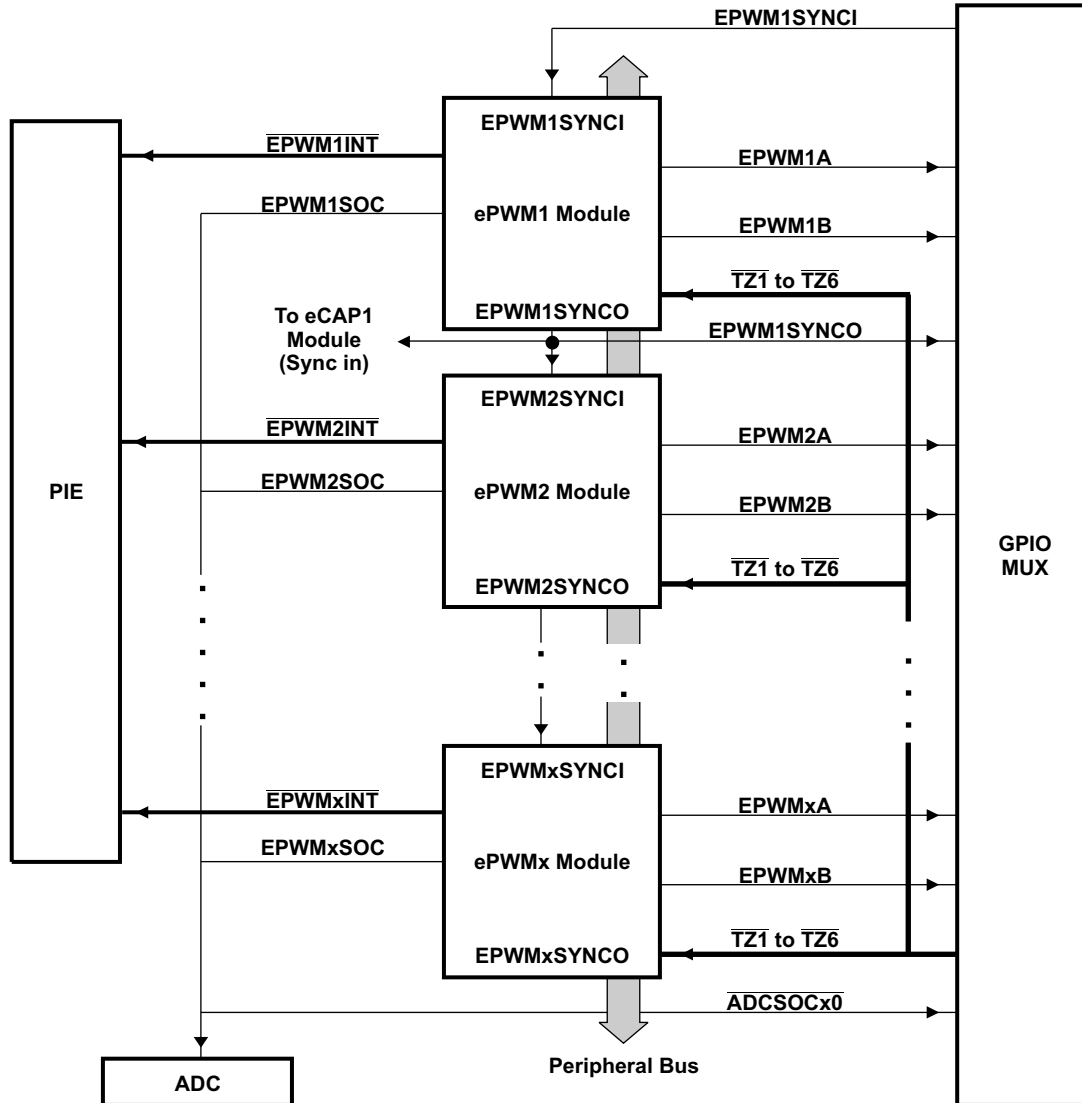 EPWM1SYNCI
EPWM1SYNCI
EPWM1INT
EPWM1A
EPWM1SOC
ePWM1 Module
EPWM1B
TZ1 to TZ6
To eCAP1
Module
(Sync in)
EPWM1SYNCO
EPWM1SYNCO
EPWM2SYNCI
EPWM2INT
EPWM2A
PIE
EPWM2SOC
ePWM2 Module
EPWM2B
GPIO
MUX
TZ1 to TZ6
EPWM2SYNCO
EPWMxSYNCI
EPWMxINT
EPWMxA
EPWMxSOC
ePWMx Module
EPWMxB
TZ1 to TZ6
EPWMxSYNCO
ADCSOCx0
Peripheral Bus
ADC